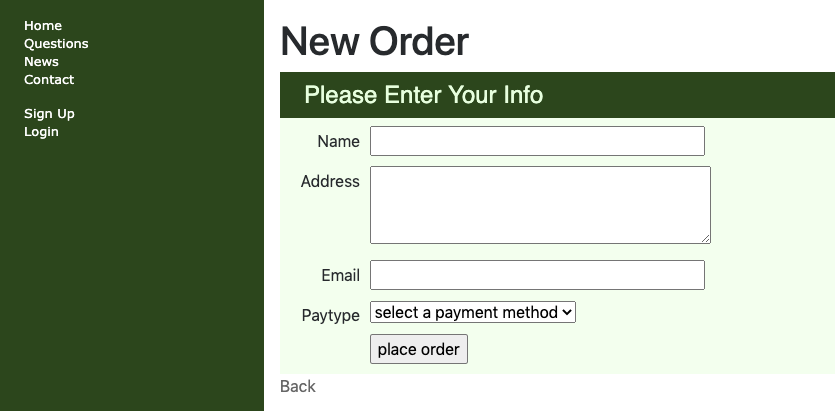 Home
Questions
News
Contact
Sign Up
Login
New Order
Please Enter Your Info
Name
Address
Email
Paytype select a payment method
place order
Back